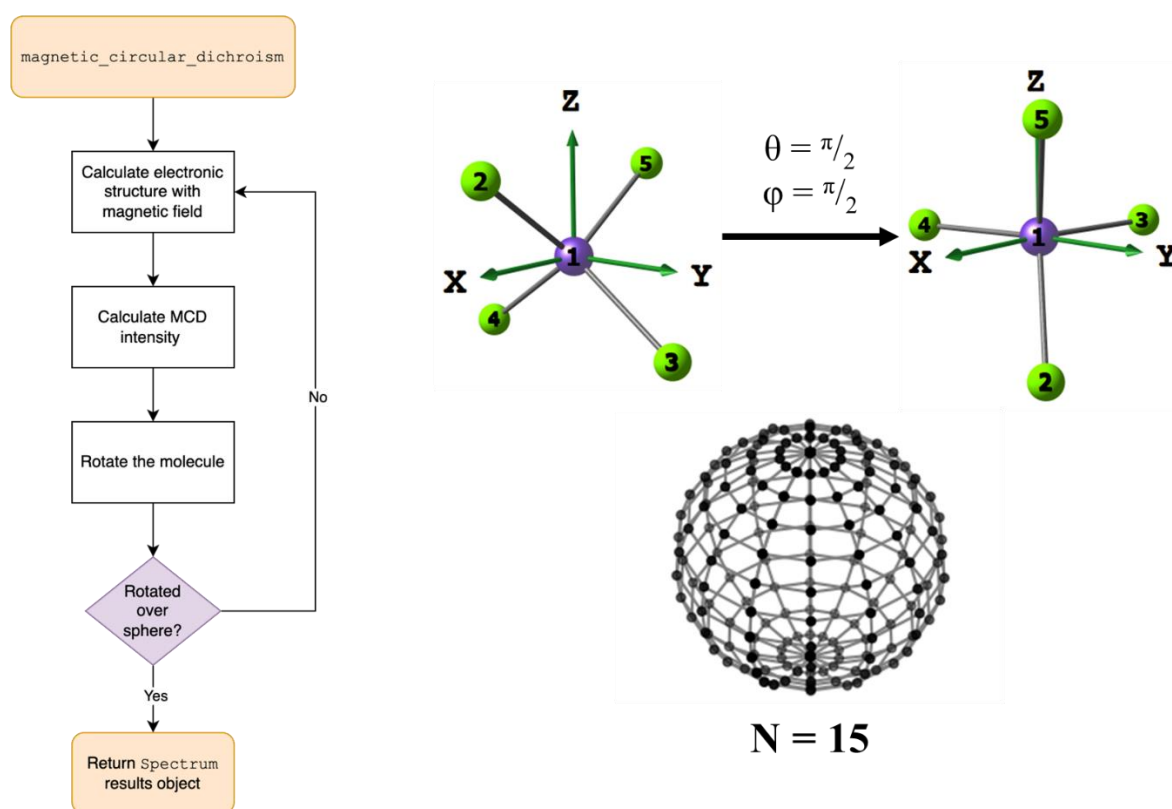 magnetic_circular_dichroism
Calculate electronic
structure with
magnetic field
Calculate MCD
intensity
No
Rotate the molecule
Rotated
over
sphere?
Yes
Return Spectrum
results object
Z
2
5
1
X
Y
4
3
θ = π/2
φ = π/2
Z
5
4
3
1
X
Y
2
N = 15